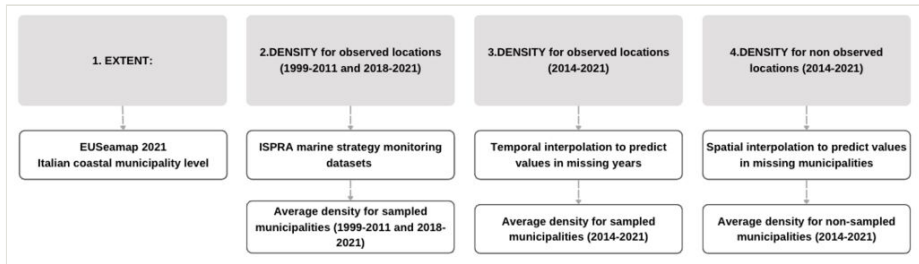 1. EXTENT:
2.DENSITY for observed locations
(1999-2011 and 2018-2021)
3.DENSITY for observed locations
(2014-2021)
4.DENSITY for non observed
locations (2014-2021)
EUSeamap 2021
Italian coastal municipality level
ISPRA marine strategy monitoring
datasets
Temporal interpolation to predict
values in missing years
Spatial interpolation to predict values
in missing municipalities
Average density for sampled
municipalities (1999-2011 and 2018-
2021)
Average density for sampled
municipalities (2014-2021)
Average density for non-sampled
municipalities (2014-2021)